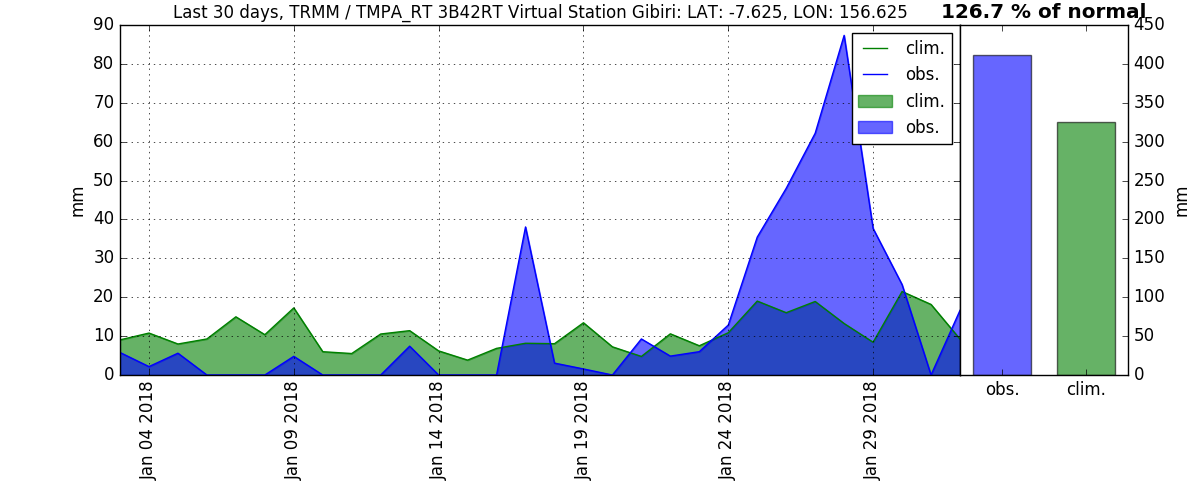 Last 30 days, TRMM / TMPA_RT 3B42RT Virtual Station Gibiri: LAT: -7.625, LON: 156.625
126.7 % of normal
90
80
70
60
50
40
30
20
10
0
mm
clim.
obs.
clim.
obs.
Jan 04 2018
Jan 09 2018
Jan 14 2018
Jan 19 2018
Jan 24 2018
Jan 29 2018
450
400
350
300
250
200
150
100
50
0
mm
obs.
clim.